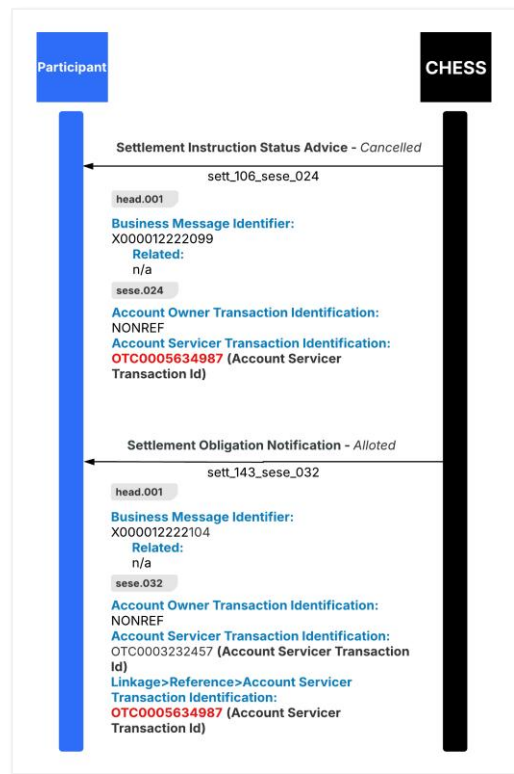 Participant
CHESS
Settlement Instruction Status Advice - Cancelled
sett_106_sese_024
head.001
Business Message Identifier:
X000012222099
Related:
n/a
sese.024
Account Owner Transaction Identification:
NONREF
Account Servicer Transaction Identification:
OTC0005634987 (Account Servicer
Transaction Id)
Settlement Obligation Notification - Alloted
sett_143_sese_032
head.001
Business Message Identifier:
X000012222104
Related:
n/a
sese.032
Account Owner Transaction Identification:
NONREF
Account Servicer Transaction Identification:
OTC0003232457 (Account Servicer Transaction
Id)
Linkage>Reference>Account Servicer
Transaction Identification:
OTC0005634987 (Account Servicer
Transaction Id)